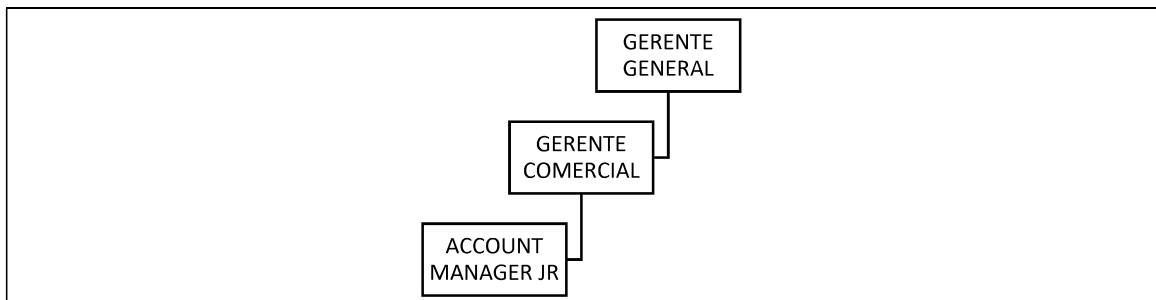 GERENTE
GENERAL
GERENTE
COMERCIAL
ACCOUNT
MANAGER JR